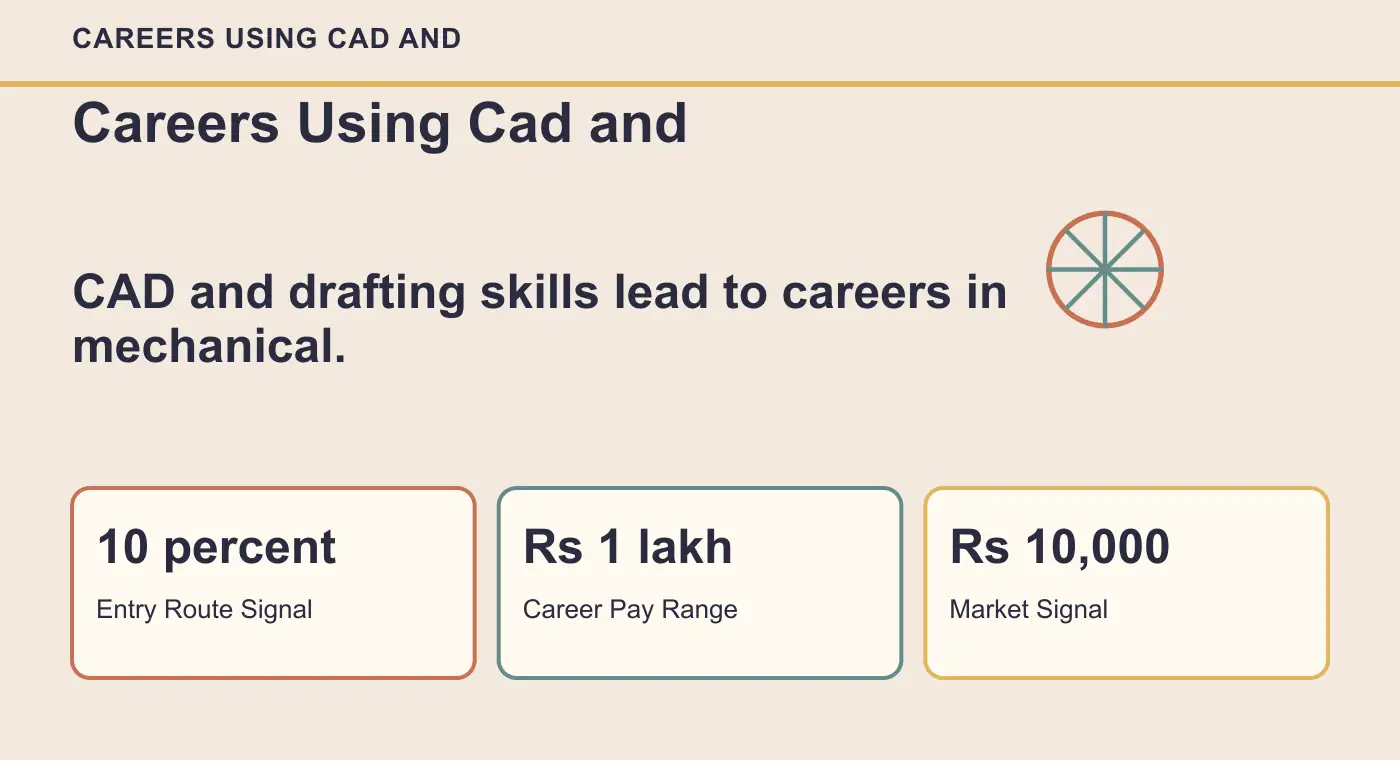 CAREERS USING CAD AND
Careers Using Cad and
CAD and drafting skills lead to careers in
mechanical.
10 percent
Entry Route Signal
Rs 1 lakh
Career Pay Range
Rs 10,000
Market Signal